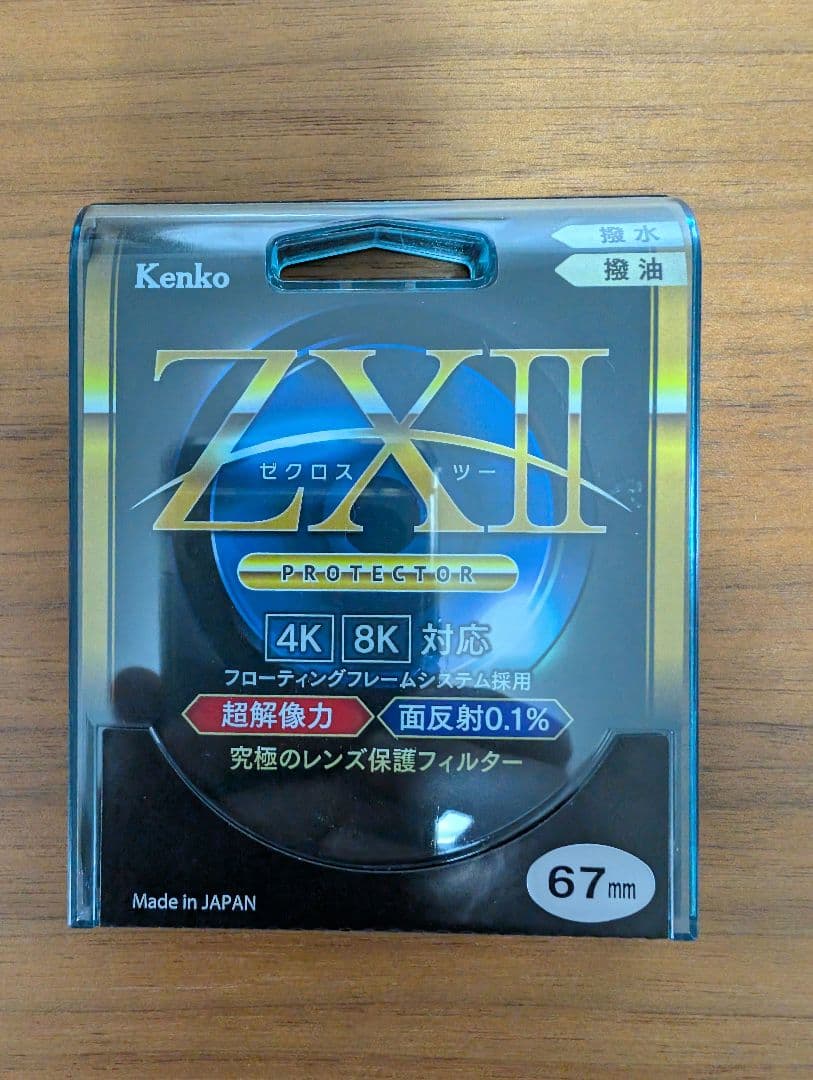 撥水
撥油
Kenko
ZXII
ゼクロス ツー
PROTECTOR
4K 8K 対応
フローティングフレームシステム採用
超解像力 面反射0.1%
究極のレンズ保護フィルター
67mm
Made in JAPAN